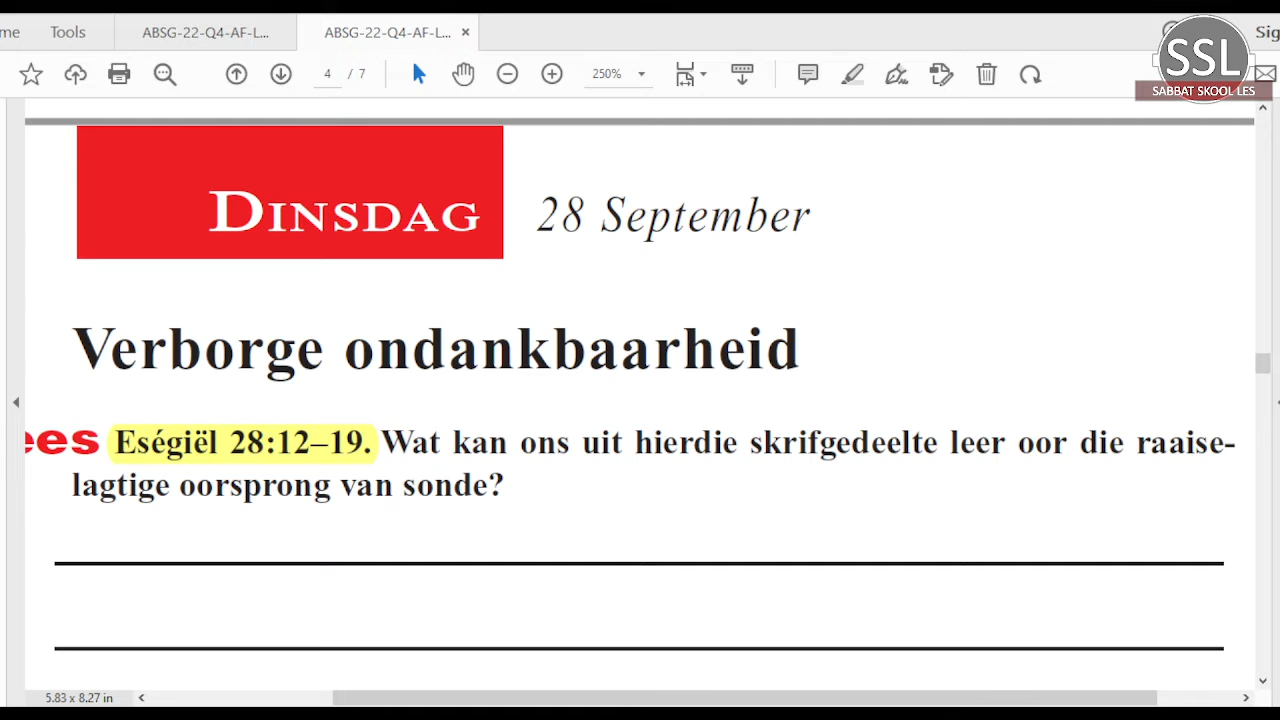 me Tools ABSG-22-Q4-AF-L... ABSG-22-Q4-AF-L... × Sig
4 / 7 250%
SSL
SABBAT SKOOL LES
DINSDAG 28 September
Verborge ondankbaarheid
ees Eségiël 28:12–19. Wat kan ons uit hierdie skrifgedeelte leer oor die raaise-
lagtige oorsprong van sonde?
5.83 x 8.27 in